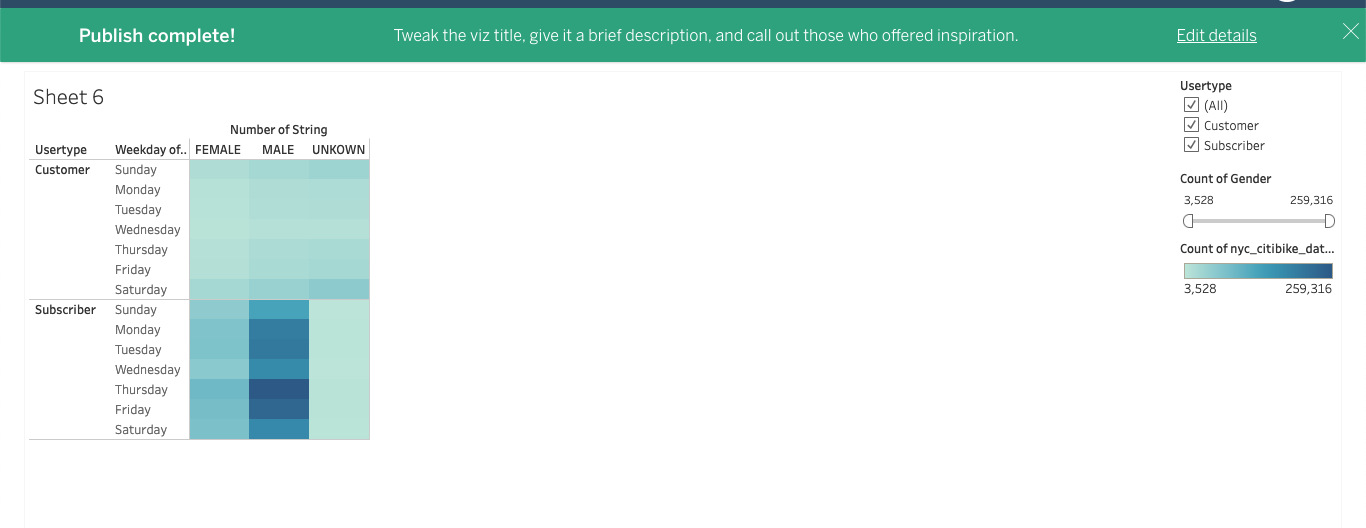 Publish complete! Tweak the viz title, give it a brief description, and call out those who offered inspiration. Edit details
Sheet 6
Number of String
Usertype Weekday of.. FEMALE MALE UNKOWN
Customer Sunday
Monday
Tuesday
Wednesday
Thursday
Friday
Saturday
Subscriber Sunday
Monday
Tuesday
Wednesday
Thursday
Friday
Saturday
Usertype
(All)
Customer
Subscriber
Count of Gender
3,528 259,316
Count of nyc_citibike_dat...
3,528 259,316